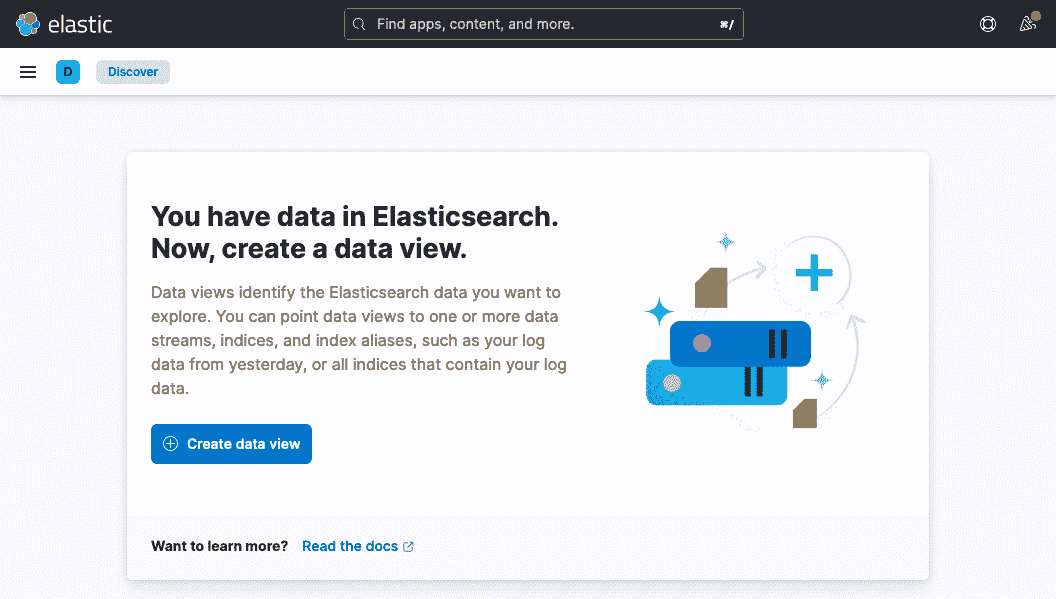 elastic
Find apps, content, and more.
⌘/
D
Discover
You have data in Elasticsearch.
Now, create a data view.
Data views identify the Elasticsearch data you want to
explore. You can point data views to one or more data
streams, indices, and index aliases, such as your log
data from yesterday, or all indices that contain your log
data.
Create data view
Want to learn more? Read the docs